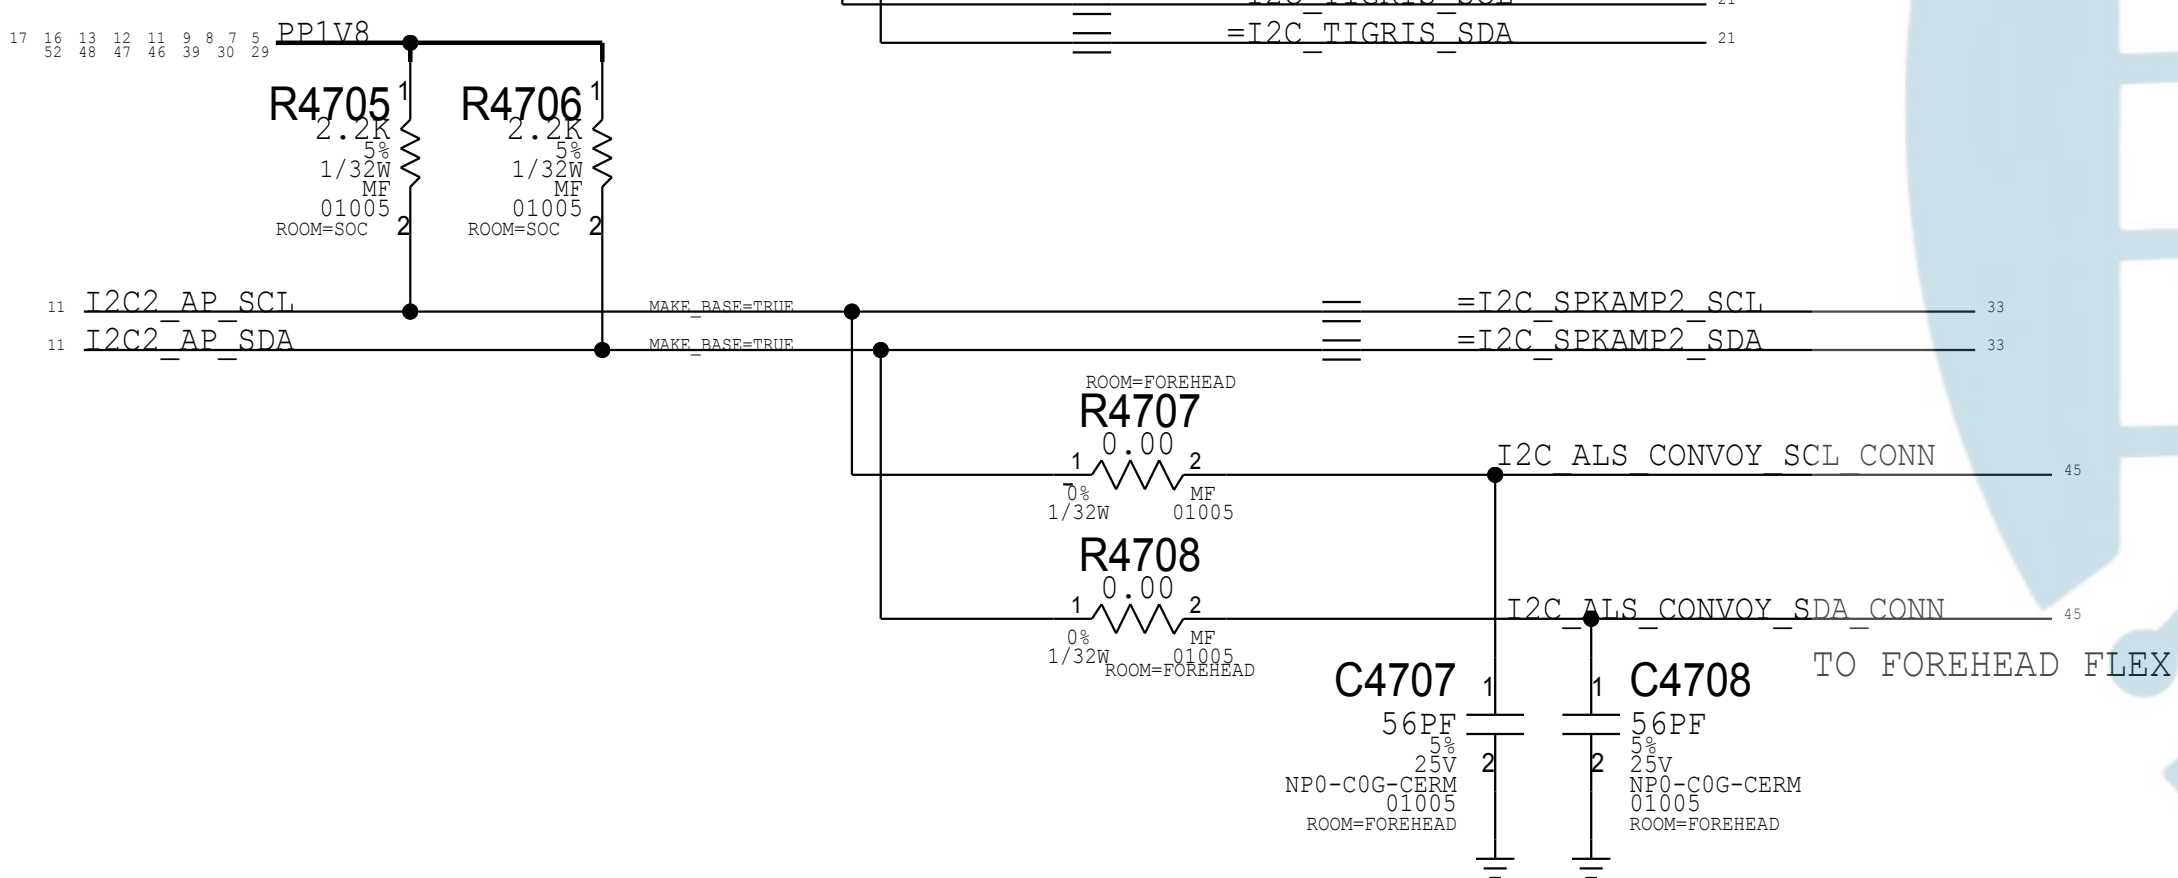 21
=I2C_TIGRIS_SDA 21
17 16 13 12 11 9 8 7 5 PP1V8
52 48 47 46 39 30 29
R4705 1
2.2K
5%
1/32W
MF
01005
ROOM=SOC 2
R4706 1
2.2K
5%
1/32W
MF
01005
ROOM=SOC 2
11 I2C2_AP_SCL MAKE_BASE=TRUE =I2C_SPKAMP2_SCL 33
11 I2C2_AP_SDA MAKE_BASE=TRUE =I2C_SPKAMP2_SDA 33
ROOM=FOREHEAD
R4707
0.00
1 2
0% MF
1/32W 01005
I2C_ALS_CONVOY_SCL_CONN 45
R4708
0.00
1 2
0% MF
1/32W 01005
ROOM=FOREHEAD
I2C_ALS_CONVOY_SDA_CONN 45
TO FOREHEAD FLEX
C4707 1
56PF
5%
25V 2
NP0-C0G-CERM
01005
ROOM=FOREHEAD
1 C4708
56PF
5%
2 25V
NP0-C0G-CERM
01005
ROOM=FOREHEAD